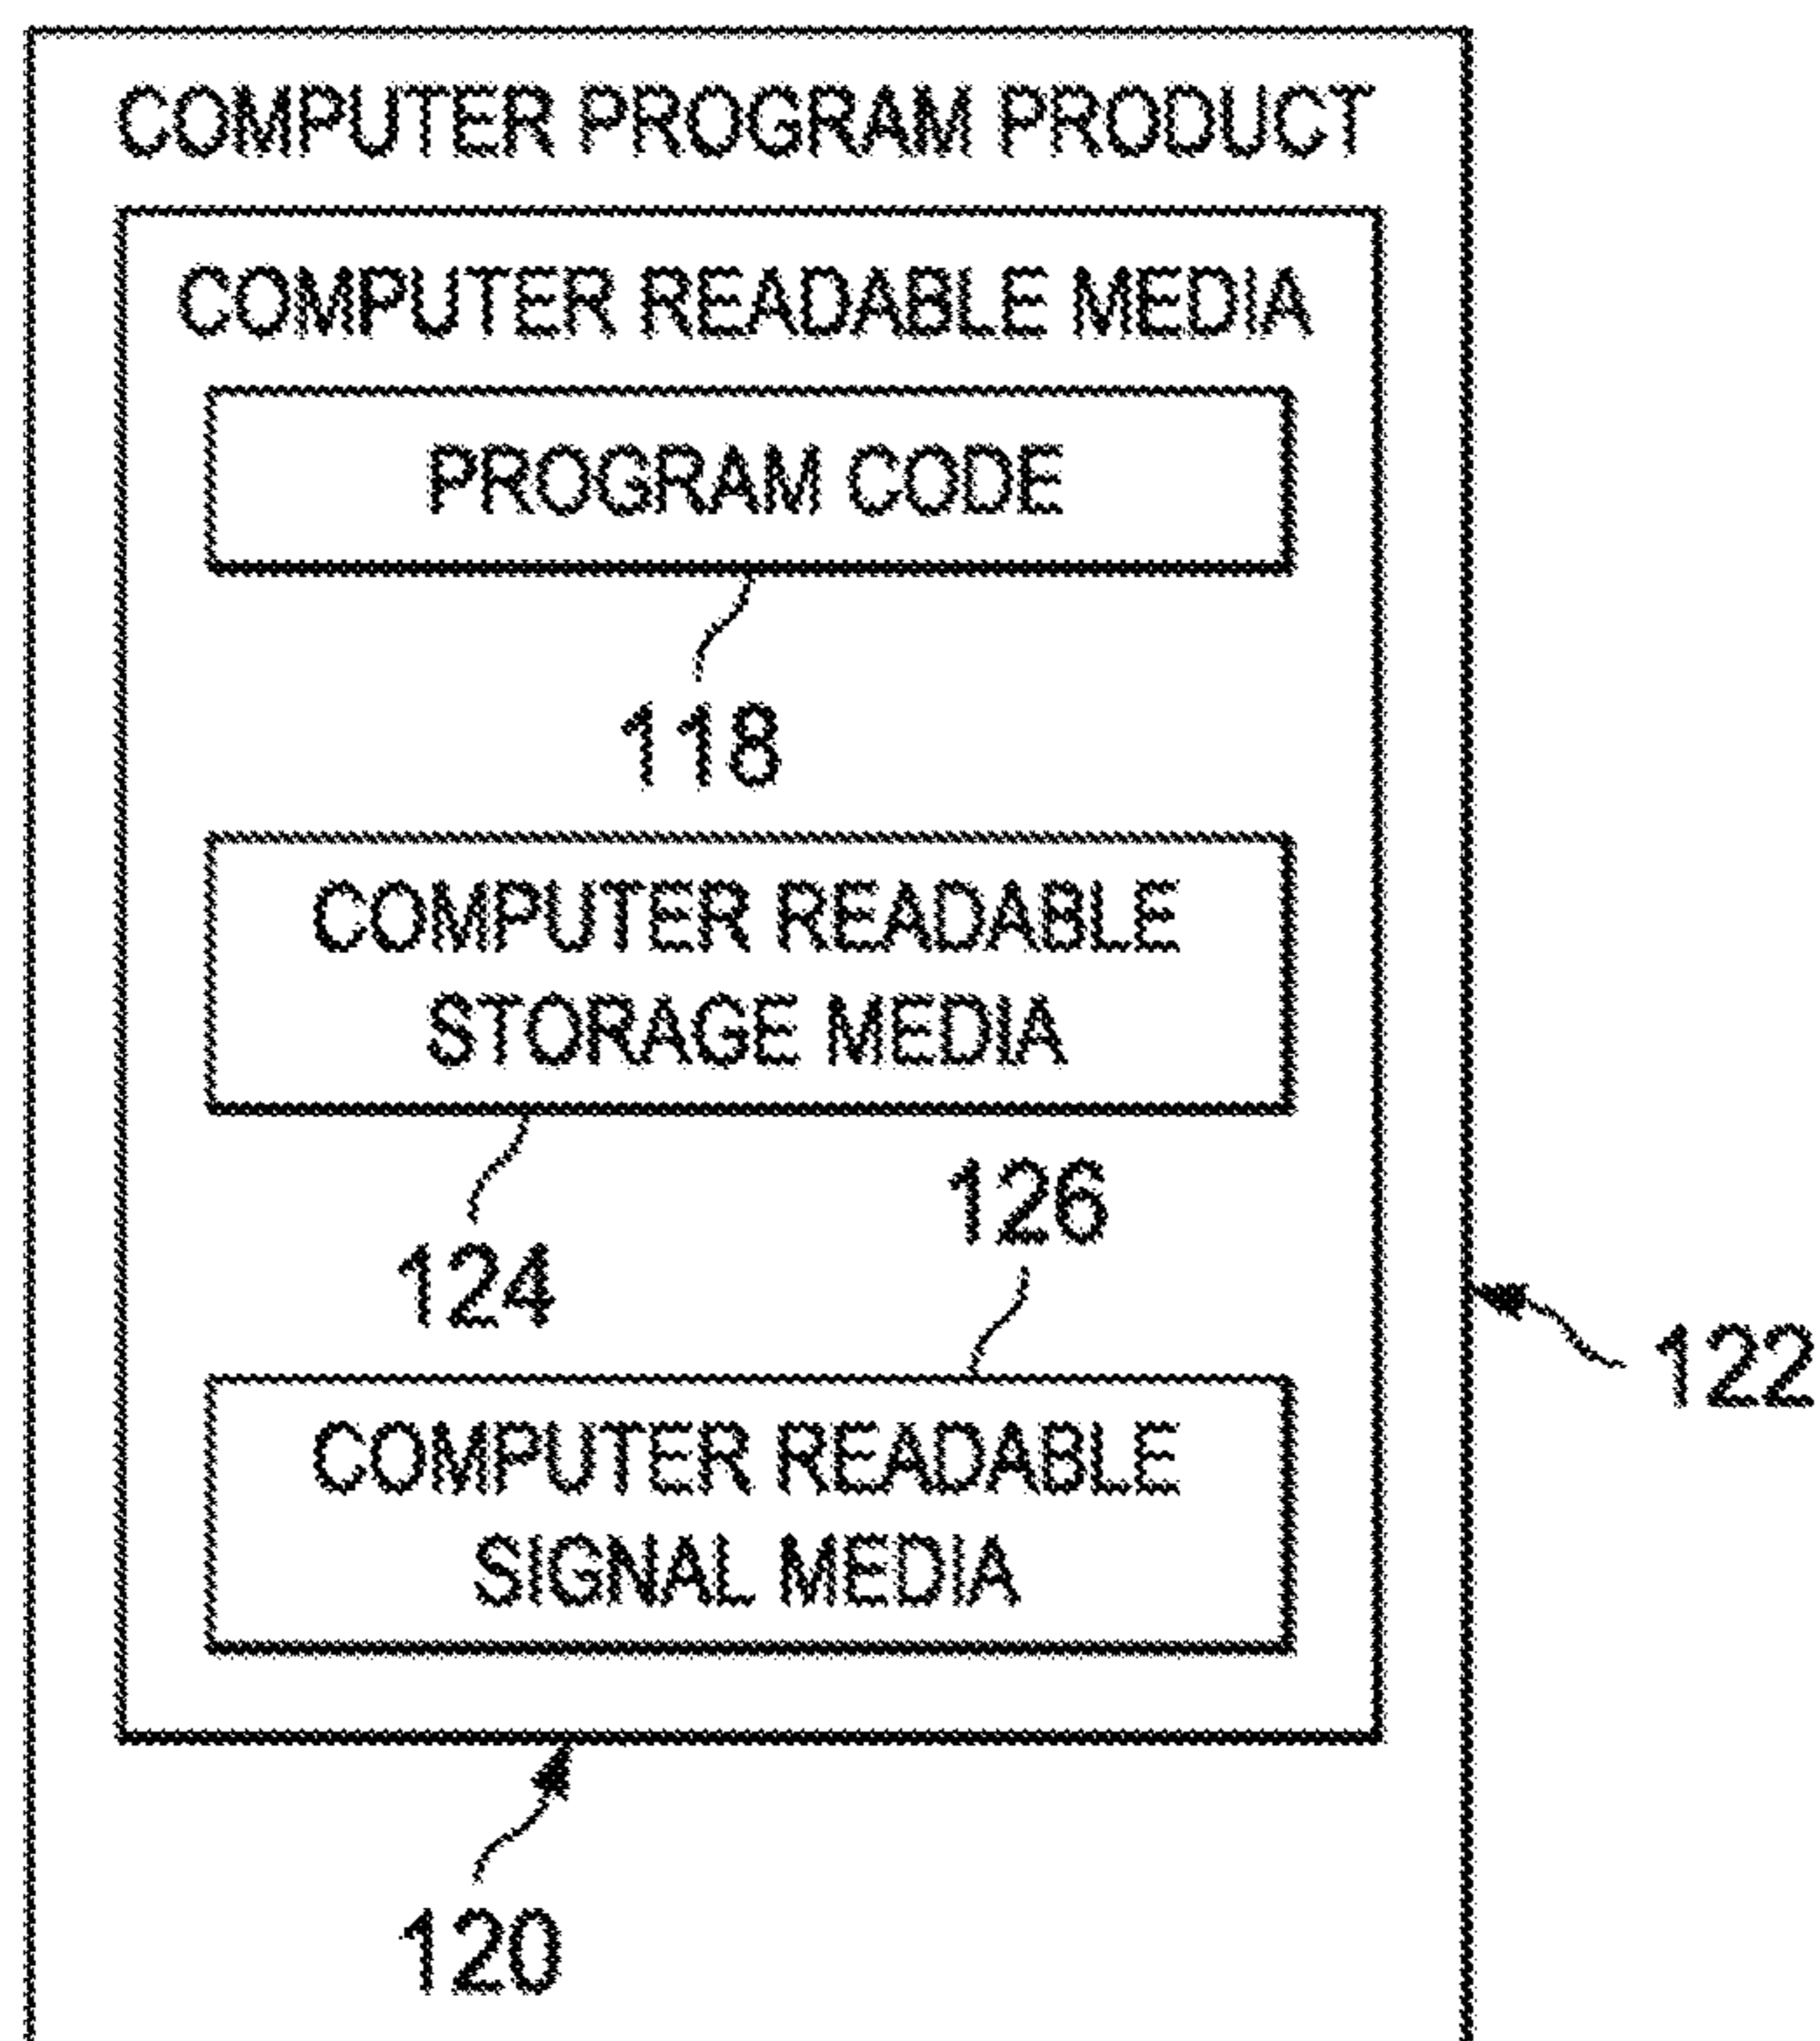 COMPUTER PROGRAM PRODUCT
COMPUTER READABLE MEDIA
PROGRAM CODE
118
COMPUTER READABLE
STORAGE MEDIA
124
126
122
COMPUTER READABLE
SIGNAL MEDIA
120